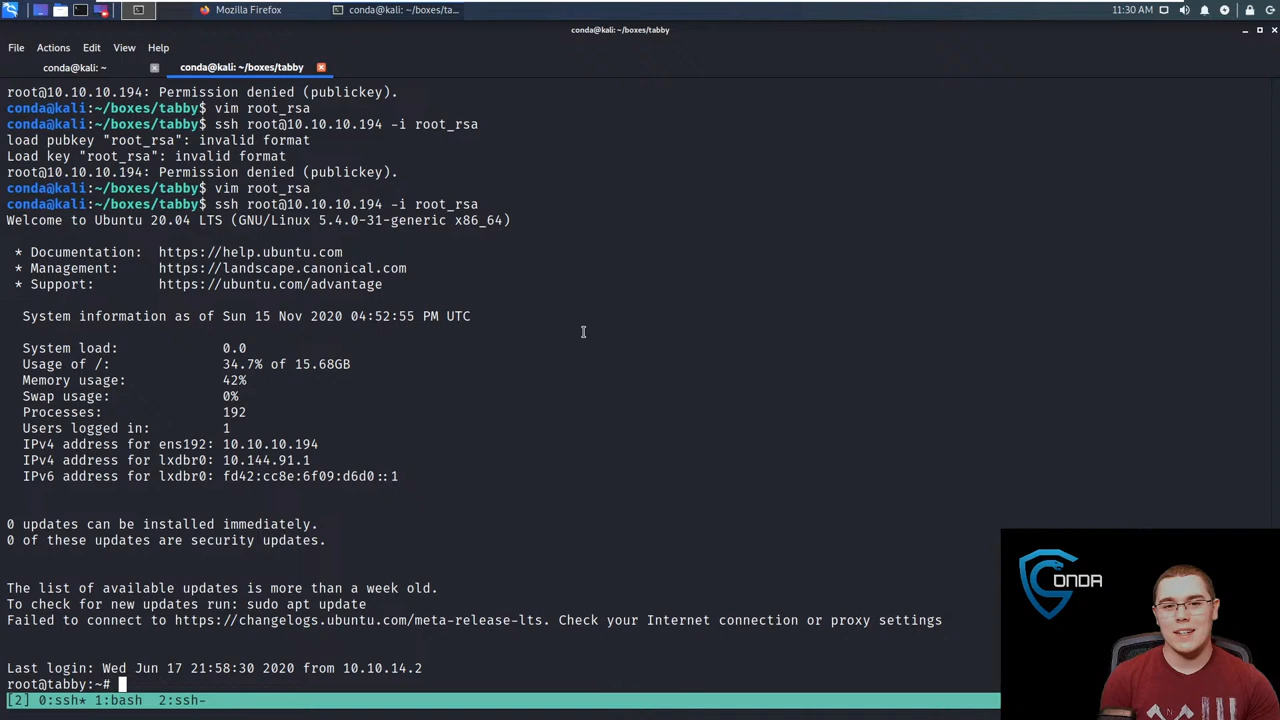 Mozilla Firefox
conda@kali: ~/boxes/ta...
11:30 AM
conda@kali: ~/boxes/tabby
File Actions Edit View Help
conda@kali: ~
conda@kali: ~/boxes/tabby
root@10.10.10.194: Permission denied (publickey).
conda@kali:~/boxes/tabby$ vim root_rsa
conda@kali:~/boxes/tabby$ ssh root@10.10.10.194 -i root_rsa
load pubkey "root_rsa": invalid format
Load key "root_rsa": invalid format
root@10.10.10.194: Permission denied (publickey).
conda@kali:~/boxes/tabby$ vim root_rsa
conda@kali:~/boxes/tabby$ ssh root@10.10.10.194 -i root_rsa
Welcome to Ubuntu 20.04 LTS (GNU/Linux 5.4.0-31-generic x86_64)
* Documentation: https://help.ubuntu.com
* Management: https://landscape.canonical.com
* Support: https://ubuntu.com/advantage
System information as of Sun 15 Nov 2020 04:52:55 PM UTC
System load: 0.0
Usage of /: 34.7% of 15.68GB
Memory usage: 42%
Swap usage: 0%
Processes: 192
Users logged in: 1
IPv4 address for ens192: 10.10.10.194
IPv4 address for lxdbr0: 10.144.91.1
IPv6 address for lxdbr0: fd42:cc8e:6f09:d6d0::1
0 updates can be installed immediately.
0 of these updates are security updates.
The list of available updates is more than a week old.
To check for new updates run: sudo apt update
Failed to connect to https://changelogs.ubuntu.com/meta-release-lts. Check your Internet connection or proxy settings
Last login: Wed Jun 17 21:58:30 2020 from 10.10.14.2
root@tabby:~#
[2] 0:ssh* 1:bash 2:ssh-
CONDA